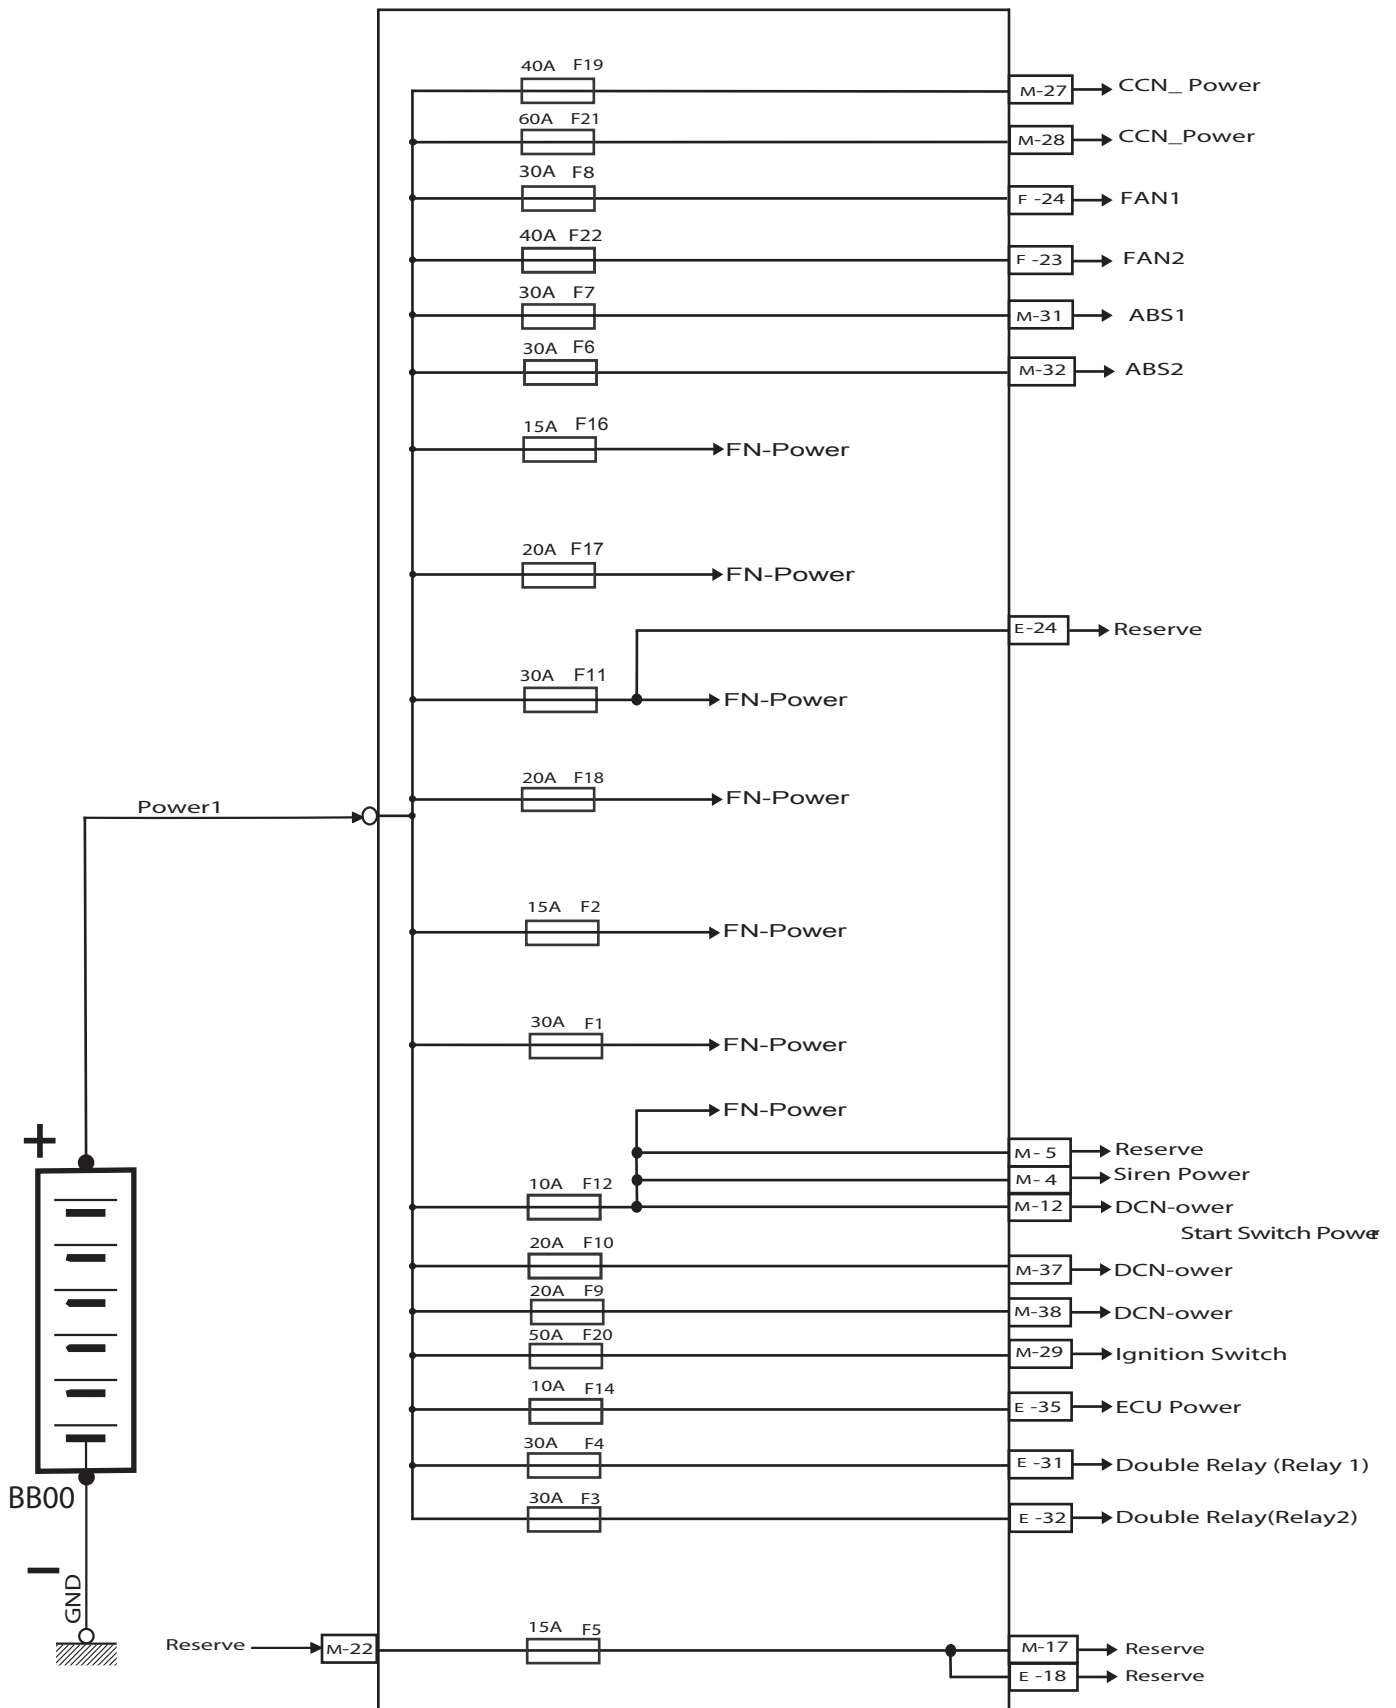 40A F19
M-27 CCN_ Power
60A F21
M-28 CCN_Power
30A F8
F -24 FAN1
40A F22
F -23 FAN2
30A F7
M-31 ABS1
30A F6
M-32 ABS2
15A F16
FN-Power
20A F17
FN-Power
E-24 Reserve
30A F11
FN-Power
20A F18
FN-Power
Power1
15A F2
FN-Power
30A F1
FN-Power
FN-Power
M- 5 Reserve
M- 4 Siren Power
10A F12
M-12 DCN-ower
Start Switch Power
20A F10
M-37 DCN-ower
20A F9
M-38 DCN-ower
50A F20
M-29 Ignition Switch
10A F14
E -35 ECU Power
30A F4
E -31 Double Relay (Relay 1)
30A F3
E -32 Double Relay(Relay2)
+
BB00
–
GND
Reserve M-22
15A F5
M-17 Reserve
E -18 Reserve